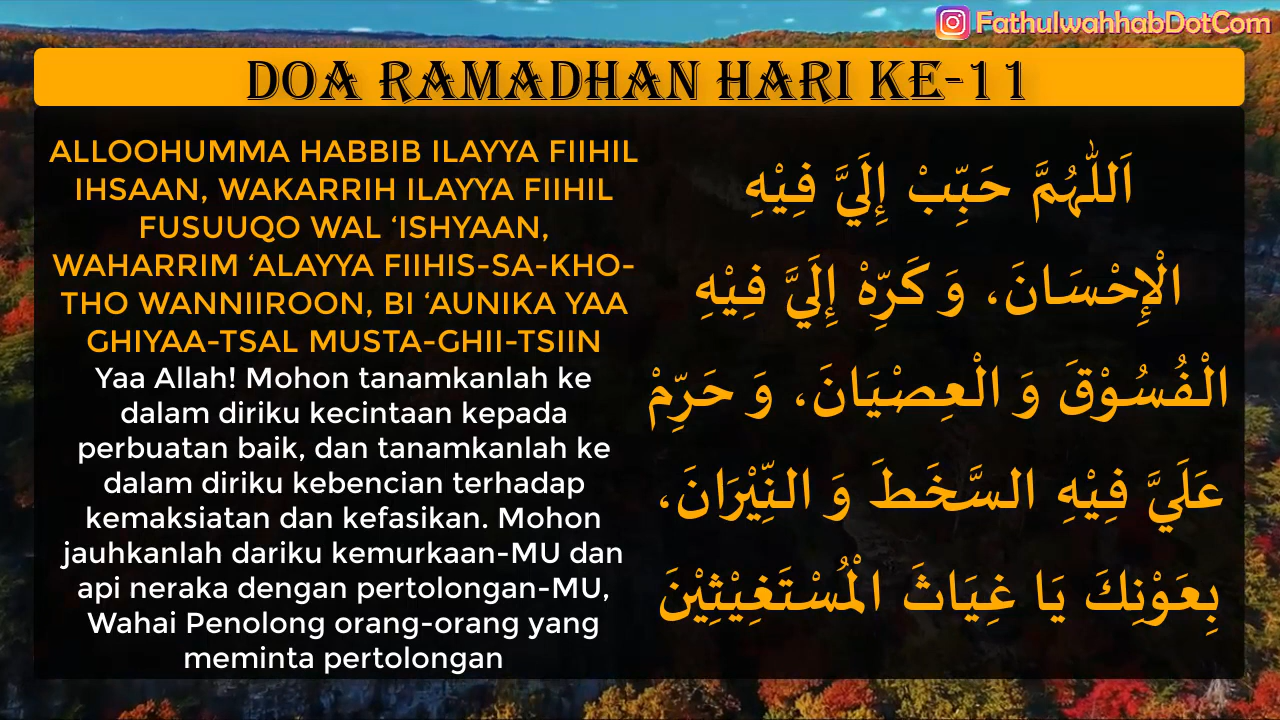 FathulwahhabDotCom
DOA RAMADHAN HARI KE-11
ALLOOHUMMA HABBIB ILAYYA FIIHIL
IHSAAN, WAKARRIH ILAYYA FIIHIL
FUSUUQO WAL ‘ISHYAAN,
WAHARRIM ‘ALAYYA FIIHIS-SA-KHO-
THO WANNIIROON, BI ‘AUNIKA YAA
GHIYAA-TSAL MUSTA-GHII-TSIIN
Yaa Allah! Mohon tanamkanlah ke
dalam diriku kecintaan kepada
perbuatan baik, dan tanamkanlah ke
dalam diriku kebencian terhadap
kemaksiatan dan kefasikan. Mohon
jauhkanlah dariku kemurkaan-MU dan
api neraka dengan pertolongan-MU,
Wahai Penolong orang-orang yang
meminta pertolongan
اَللّٰهُمَّ حَبِّبْ إِلَيَّ فِيْهِ
الْإِحْسَانَ، وَ كَرِّهْ إِلَيَّ فِيْهِ
الْفُسُوْقَ وَ الْعِصْيَانَ، وَ حَرِّمْ
عَلَيَّ فِيْهِ السَّخَطَ وَ النِّيْرَانَ،
بِعَوْنِكَ يَا غِيَاثَ الْمُسْتَغِيْثِيْنَ